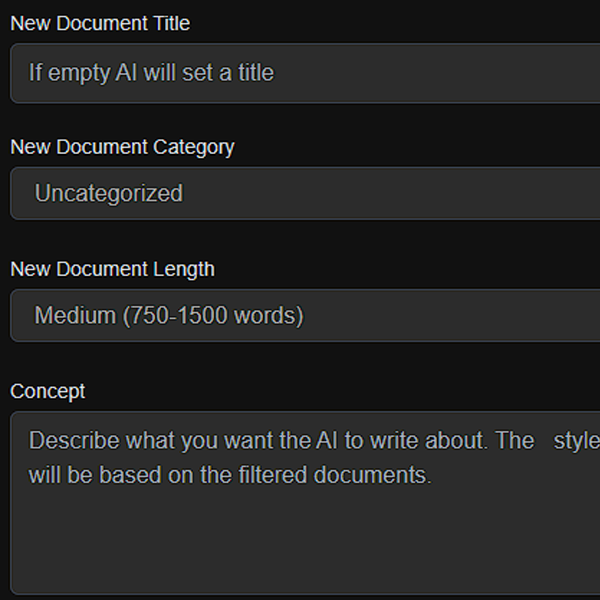 New Document Title
If empty AI will set a title
New Document Category
Uncategorized
New Document Length
Medium (750-1500 words)
Concept
Describe what you want the AI to write about. The   style
will be based on the filtered documents.